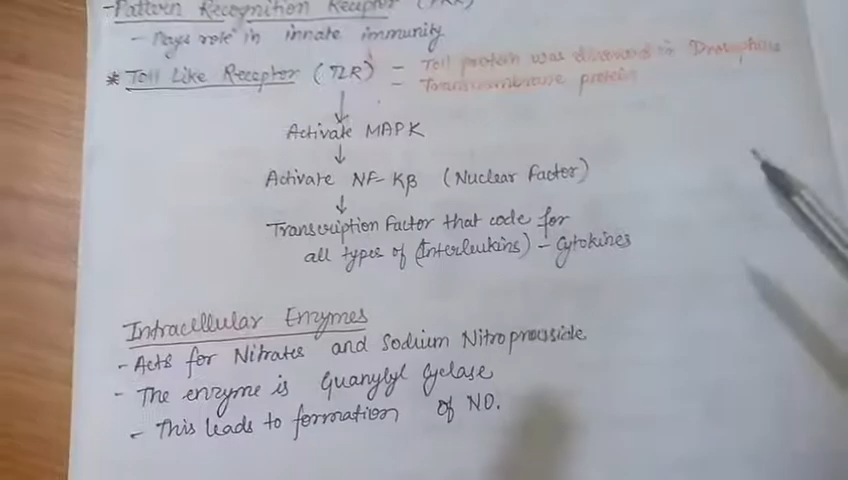 - Pattern Recognition Receptor (PRR)
- Plays role in innate immunity
* Toll Like Receptor (TLR) - Toll protein was discovered in Drosophila
- Transmembrane protein
Activate MAPK
Activate NF-Kβ (Nuclear Factor)
Transcription Factor that code for
all types of (Interleukins) - Cytokines
Intracellular Enzymes
- Acts for Nitrates and Sodium Nitroprusside
- The enzyme is Guanylyl Cyclase
- This leads to formation of NO.